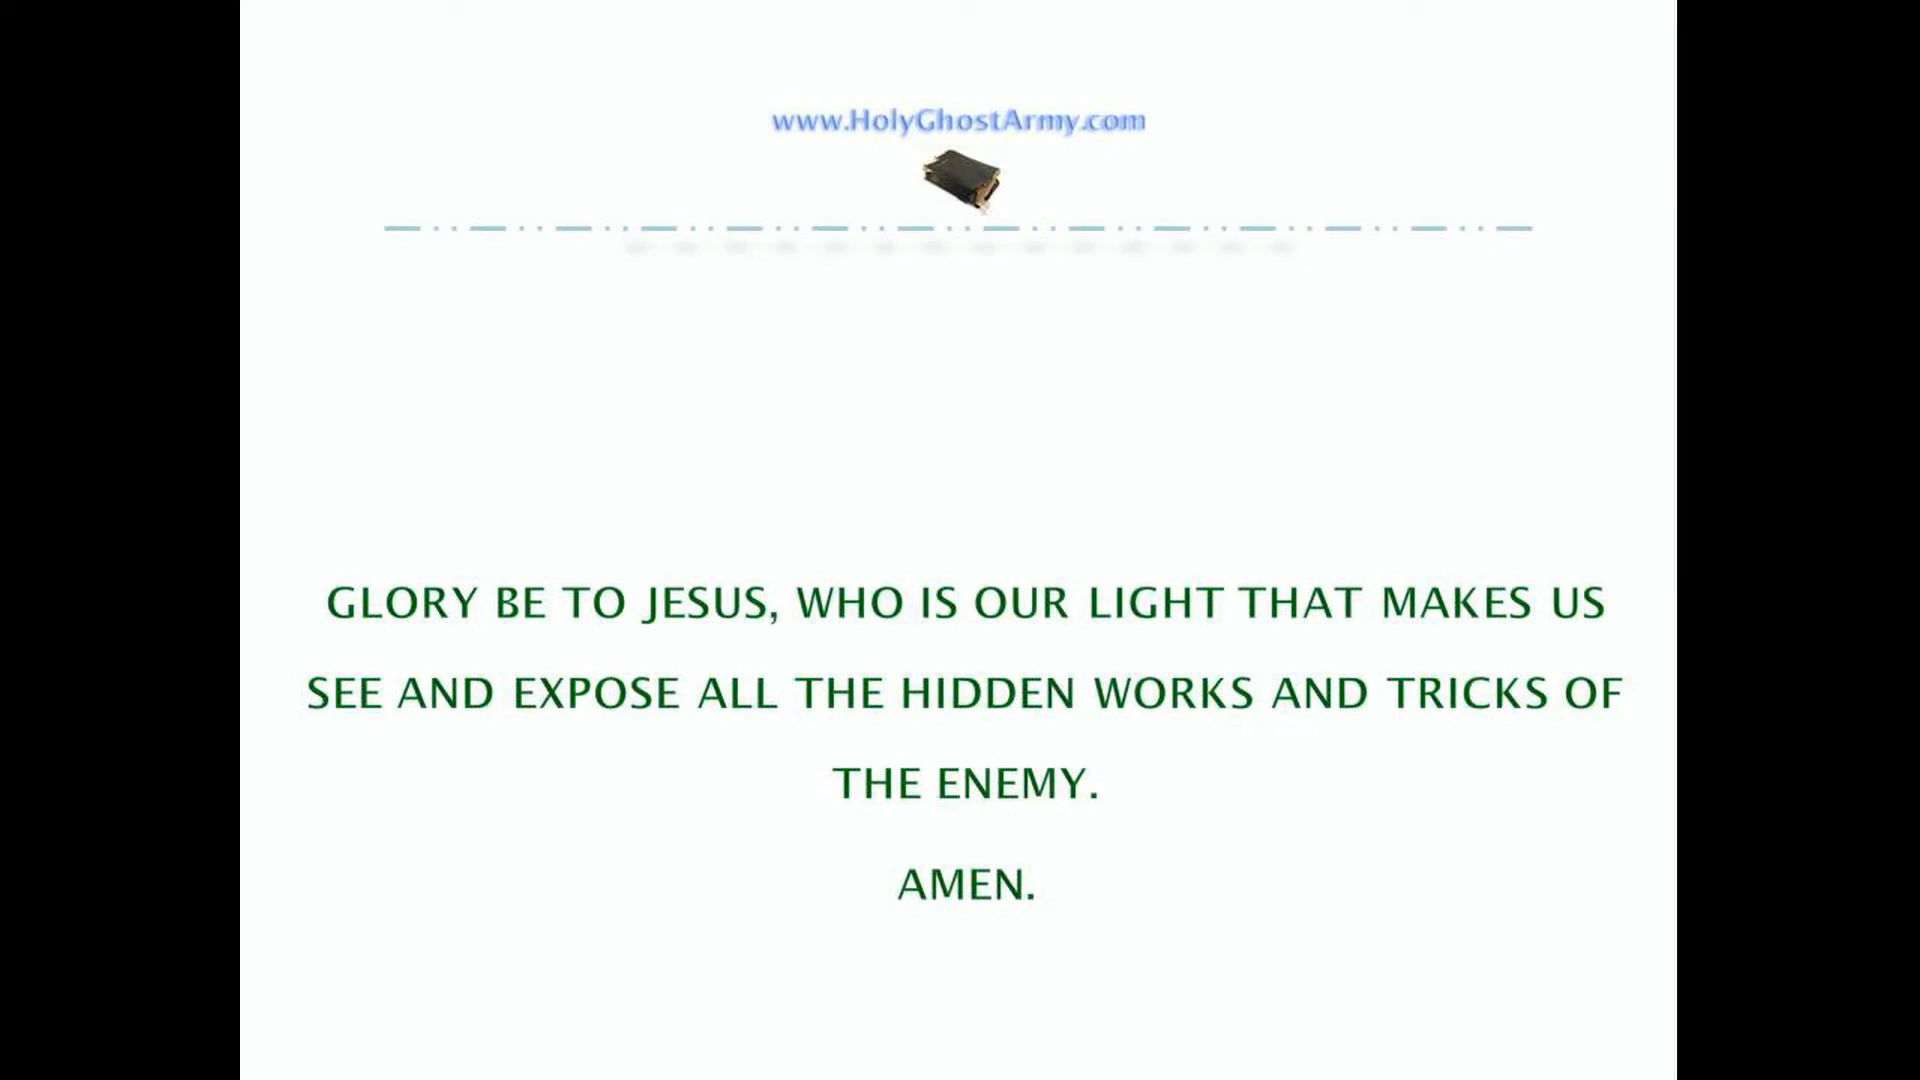 www.HolyGhostArmy.com
GLORY BE TO JESUS, WHO IS OUR LIGHT THAT MAKES US
SEE AND EXPOSE ALL THE HIDDEN WORKS AND TRICKS OF
THE ENEMY.
AMEN.